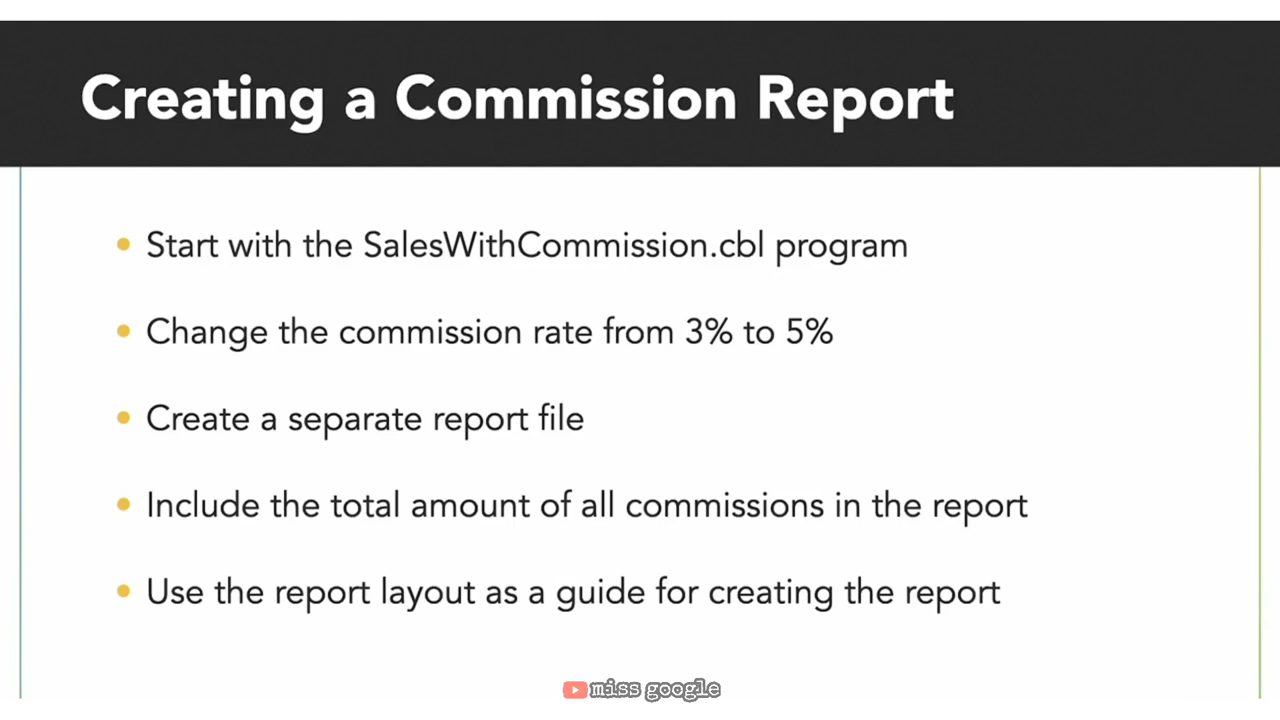 Creating a Commission Report
• Start with the SalesWithCommission.cbl program
• Change the commission rate from 3% to 5%
• Create a separate report file
• Include the total amount of all commissions in the report
• Use the report layout as a guide for creating the report
miss google